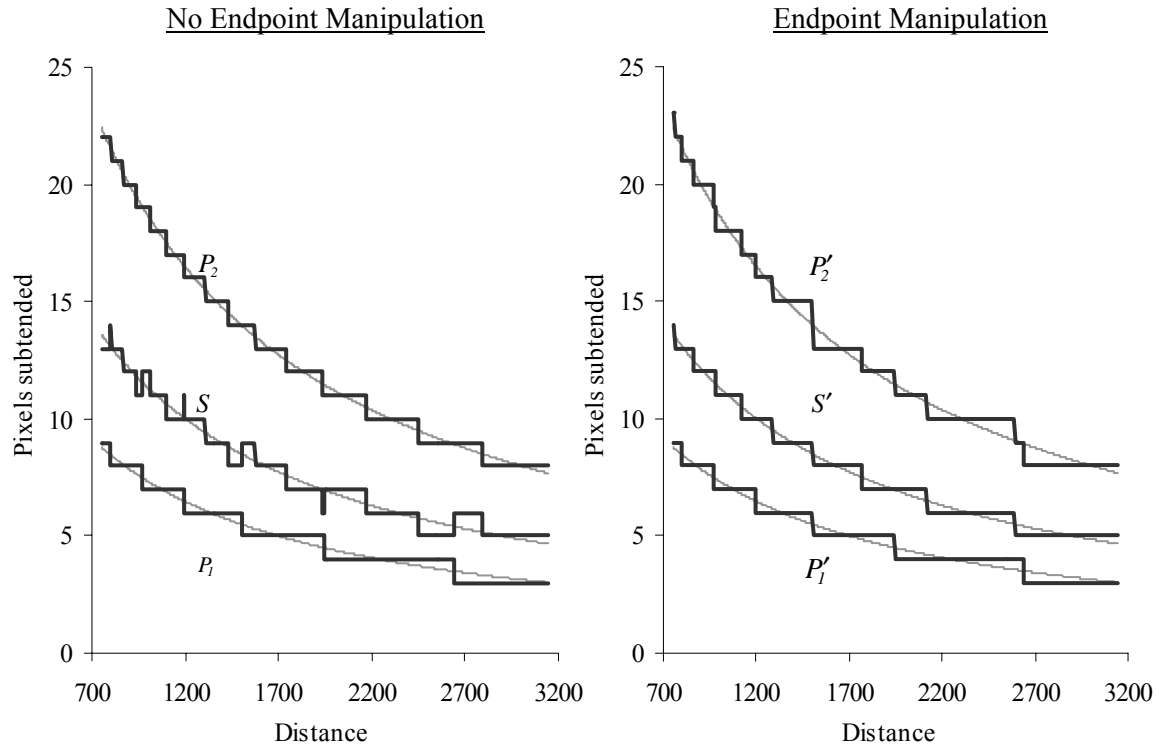 No Endpoint Manipulation
25
20
15
10
5
0
Pixels subtended
P2
S
P1
700 1200 1700 2200 2700 3200
Distance
Endpoint Manipulation
25
20
15
10
5
0
Pixels subtended
P2′
S′
P1′
700 1200 1700 2200 2700 3200
Distance